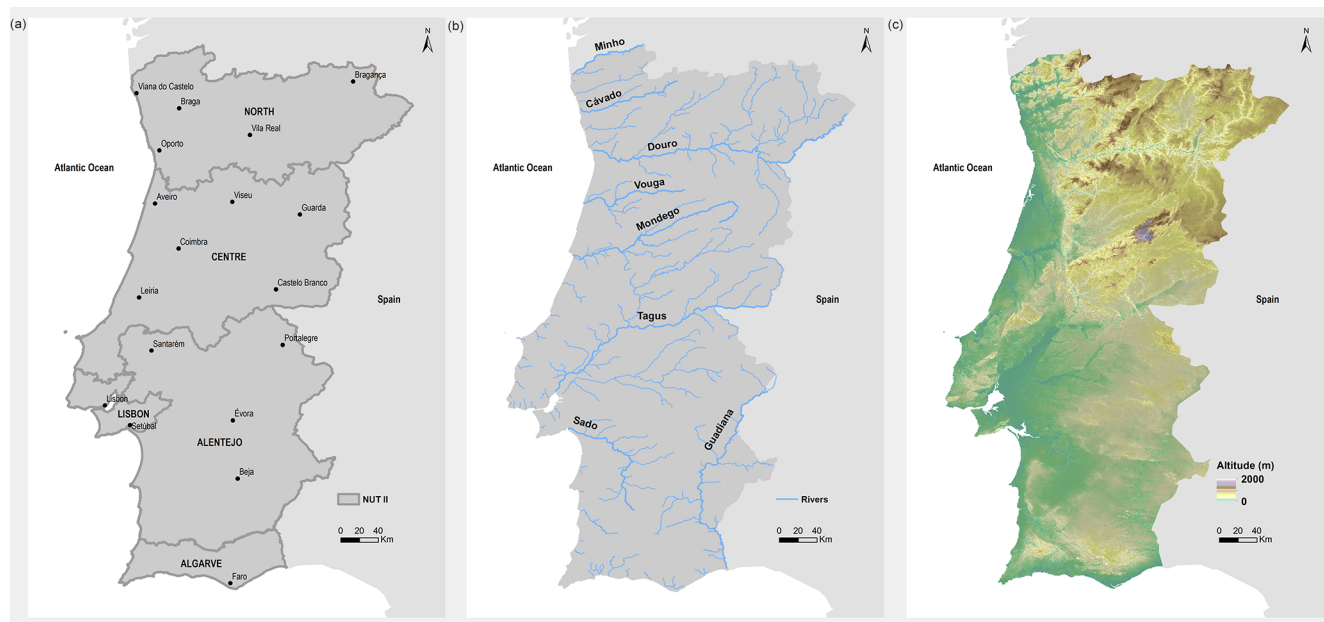 (a)
N
Viana do Castelo
Bragança
Braga
NORTH
Vila Real
Oporto
Atlantic Ocean
Aveiro
Viseu
Guarda
Coimbra
CENTRE
Castelo Branco
Leiria
Spain
Santarém
Portalegre
Lisbon
LISBON
Setúbal
Évora
ALENTEJO
Beja
NUT II
0 20 40
Km
ALGARVE
Faro
(b)
N
Minho
Cávado
Douro
Atlantic Ocean
Vouga
Mondego
Spain
Tagus
Sado
Guadiana
Rivers
0 20 40
Km
(c)
N
Atlantic Ocean
Spain
Altitude (m)
2000
0
0 20 40
Km